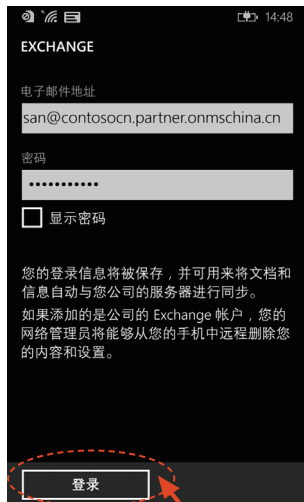 14:48
EXCHANGE
电子邮件地址
san@contosocn.partner.onmschina.cn
密码
•••••••••••
显示密码
您的登录信息将被保存，并可用来将文档和
信息自动与您公司的服务器进行同步。
如果添加的是公司的 Exchange 帐户，您的
网络管理员将能够从您的手机中远程删除您
的内容和设置。
登录